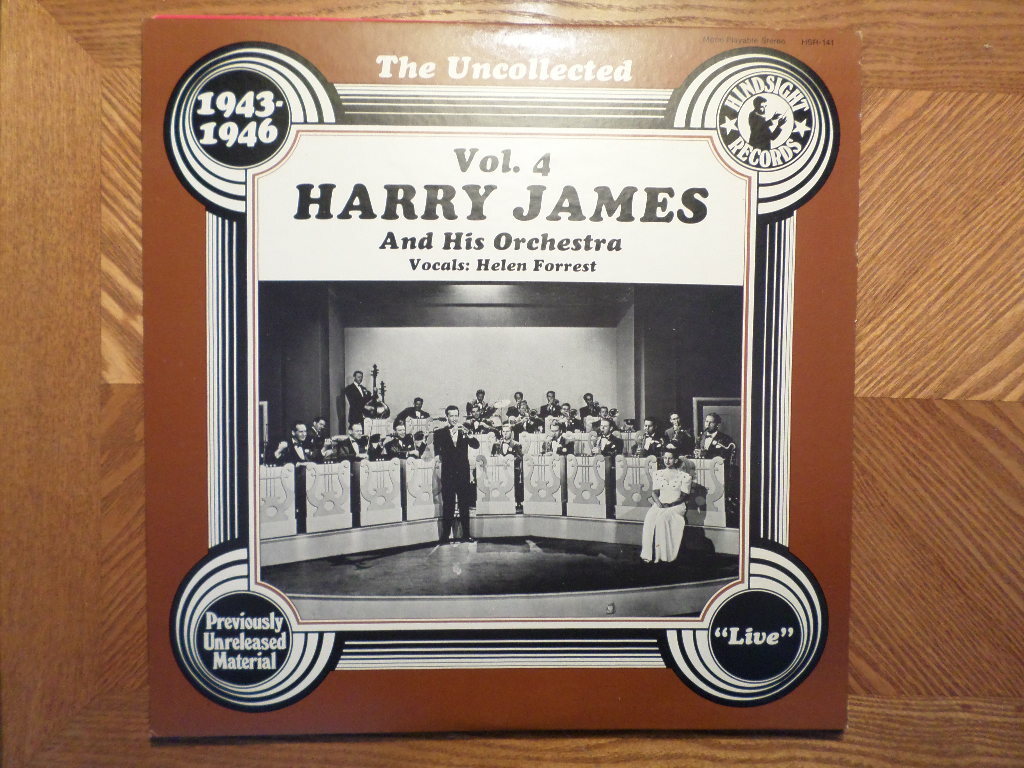 Mono Playable Stereo HSR-141
The Uncollected
1943-
1946
HINDSIGHT
RECORDS
Vol. 4
HARRY JAMES
And His Orchestra
Vocals: Helen Forrest
Previously
Unreleased
Material
"Live"